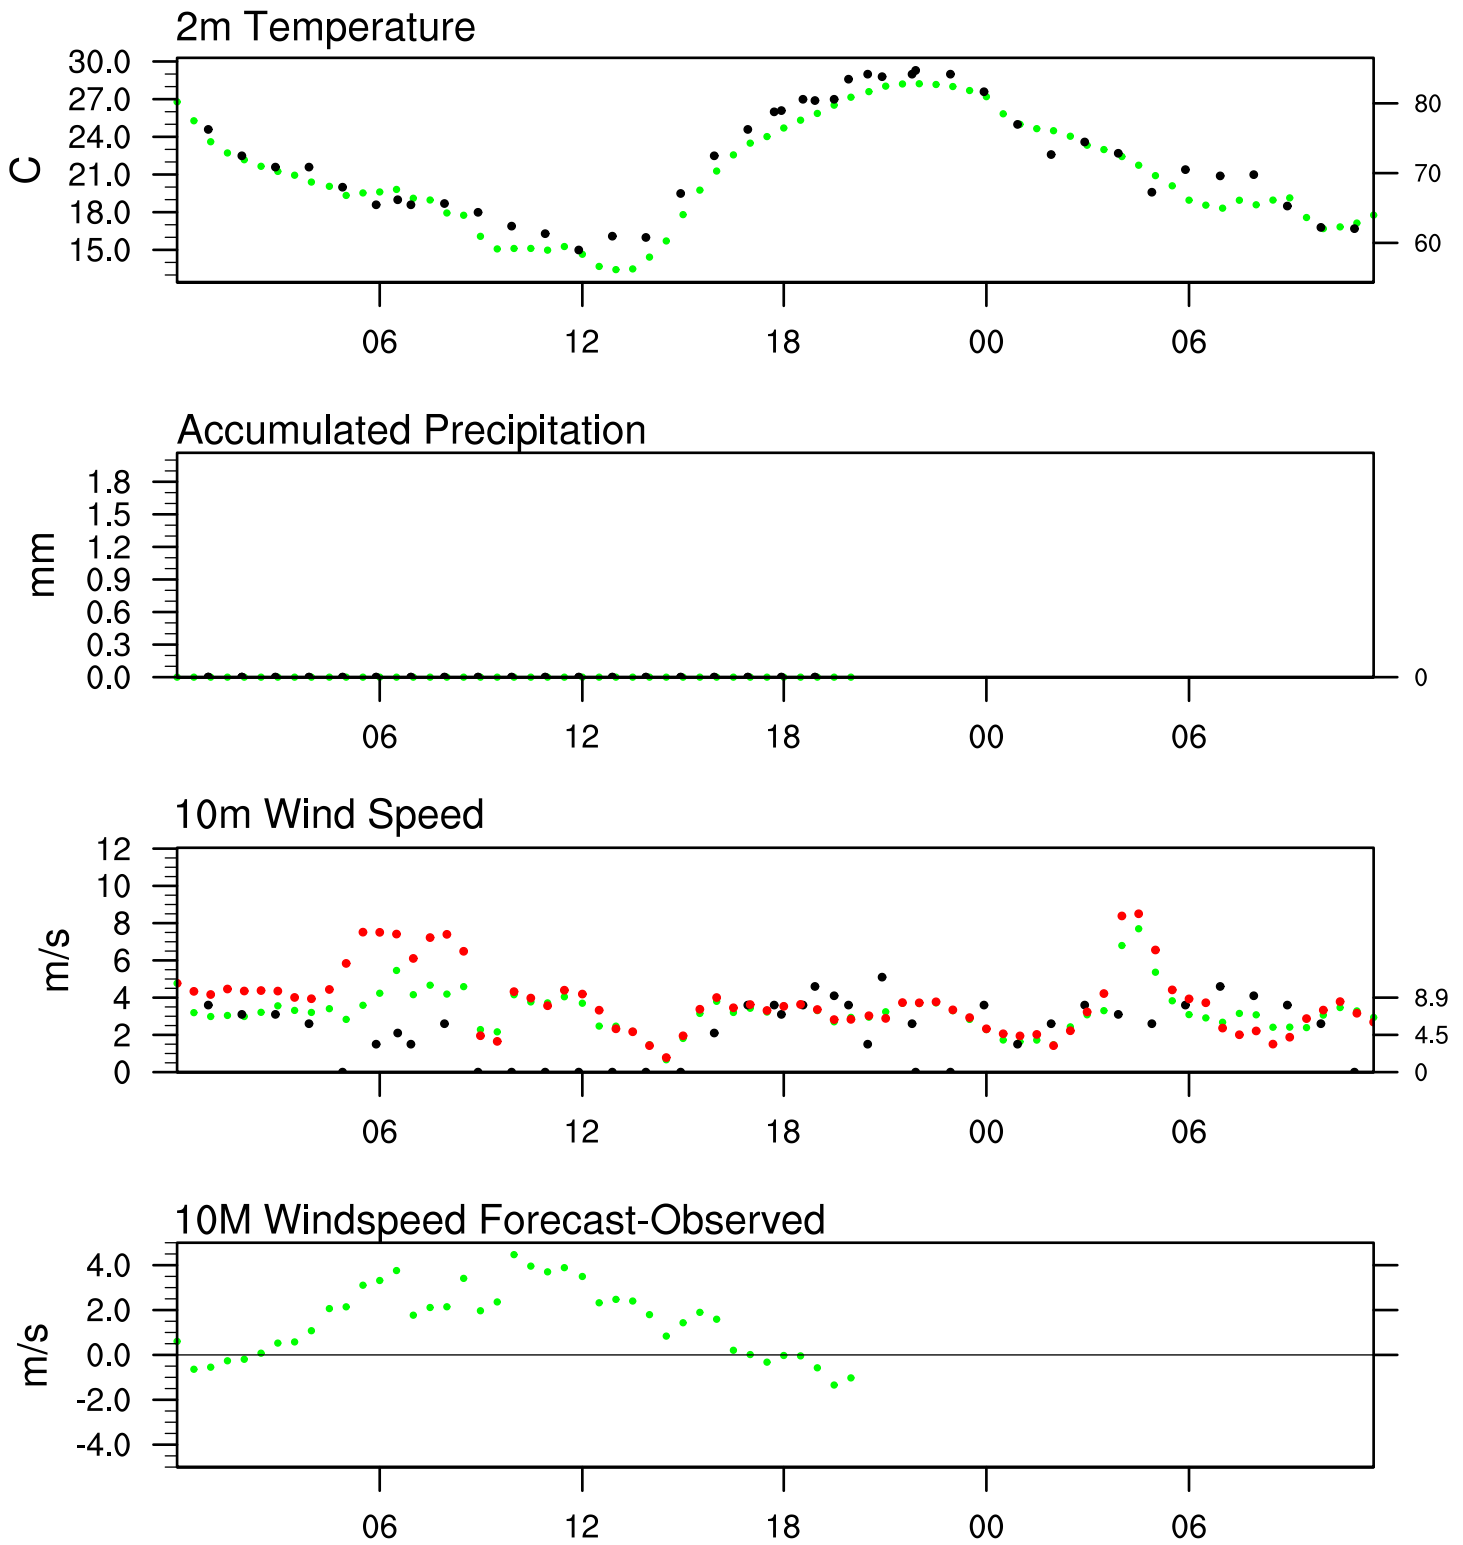 2m Temperature
30.0
27.0
24.0
21.0
18.0
15.0
C
80
70
60
06 12 18 00 06
Accumulated Precipitation
1.8
1.5
1.2
0.9
0.6
0.3
0.0
mm
0
06 12 18 00 06
10m Wind Speed
12
10
8
6
4
2
0
m/s
8.9
4.5
0
06 12 18 00 06
10M Windspeed Forecast-Observed
4.0
2.0
0.0
-2.0
-4.0
m/s
06 12 18 00 06